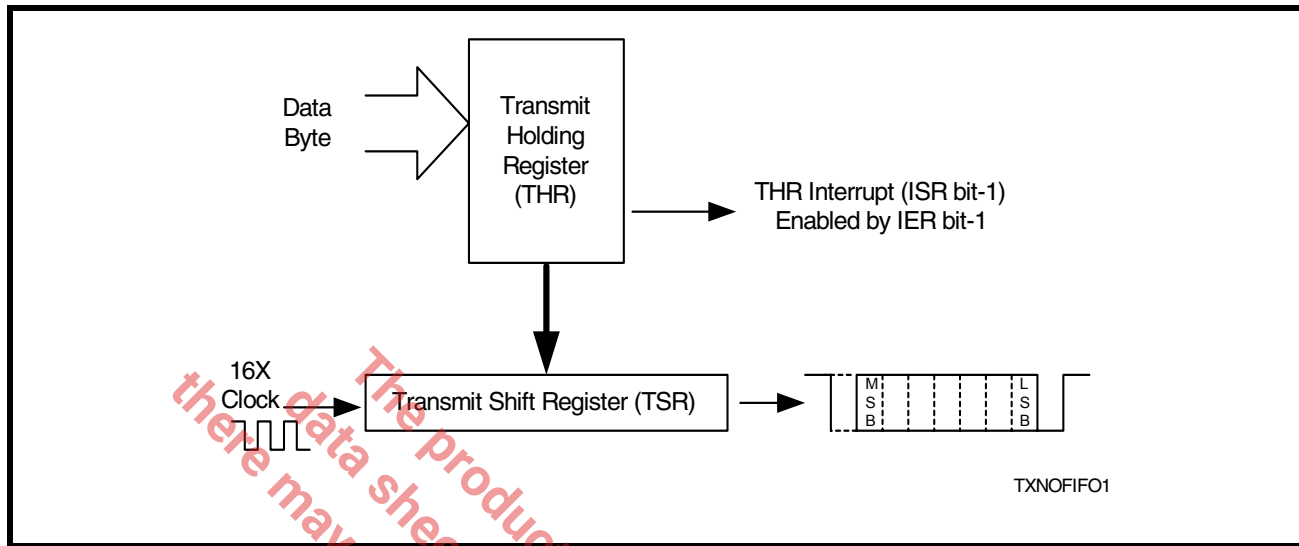 Data
Byte
Transmit
Holding
Register
(THR)
THR Interrupt (ISR bit-1)
Enabled by IER bit-1
16X
Clock
Transmit Shift Register (TSR)
M
S
B
L
S
B
TXNOFIFO1
The produc
data shee
there may